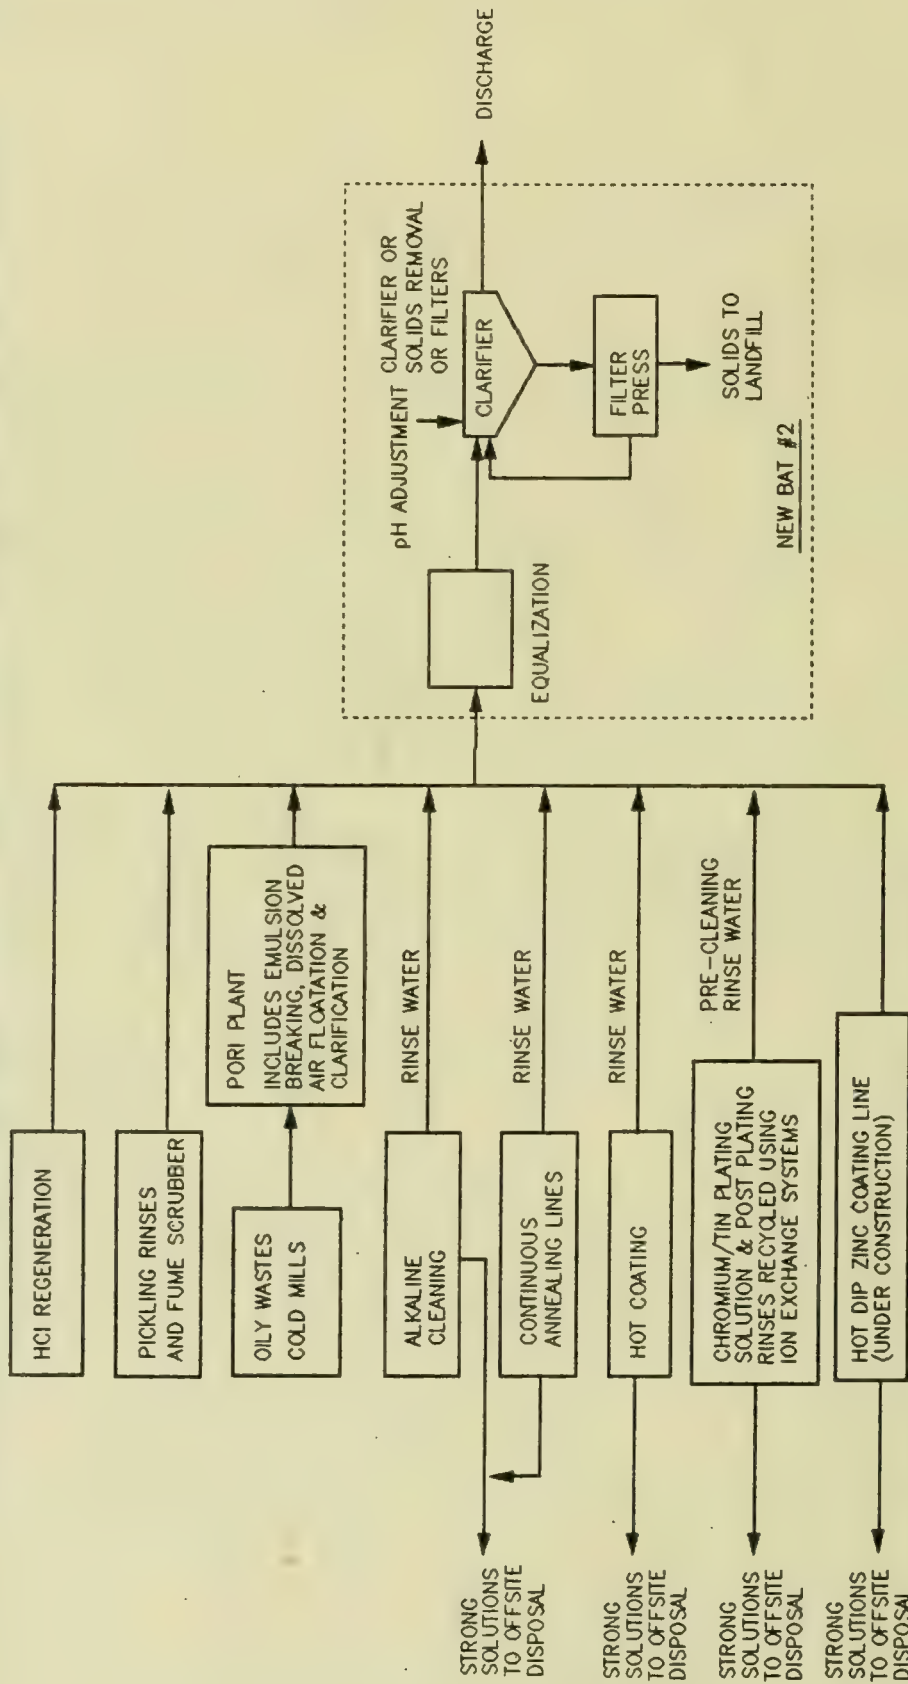 HCl REGENERATION
PICKLING RINSES
AND FUME SCRUBBER
OILY WASTES
COLD MILLS
PORI PLANT
INCLUDES EMULSION
BREAKING, DISSOLVED
AIR FLOATATION &
CLARIFICATION
ALKALINE
CLEANING
RINSE WATER
CONTINUOUS
ANNEALING LINES
RINSE WATER
STRONG
SOLUTIONS
TO OFFSITE
DISPOSAL
HOT COATING
RINSE WATER
STRONG
SOLUTIONS
TO OFFSITE
DISPOSAL
CHROMIUM/TIN PLATING
SOLUTION & POST PLATING
RINSES RECYCLED USING
ION EXCHANGE SYSTEMS
PRE-CLEANING
RINSE WATER
STRONG
SOLUTIONS
TO OFFSITE
DISPOSAL
HOT DIP ZINC COATING LINE
(UNDER CONSTRUCTION)
STRONG
SOLUTIONS
TO OFFSITE
DISPOSAL
EQUALIZATION
pH ADJUSTMENT
CLARIFIER OR
SOLIDS REMOVAL
OR FILTERS
CLARIFIER
FILTER
PRESS
SOLIDS TO
LANDFILL
NEW BAT #2
DISCHARGE